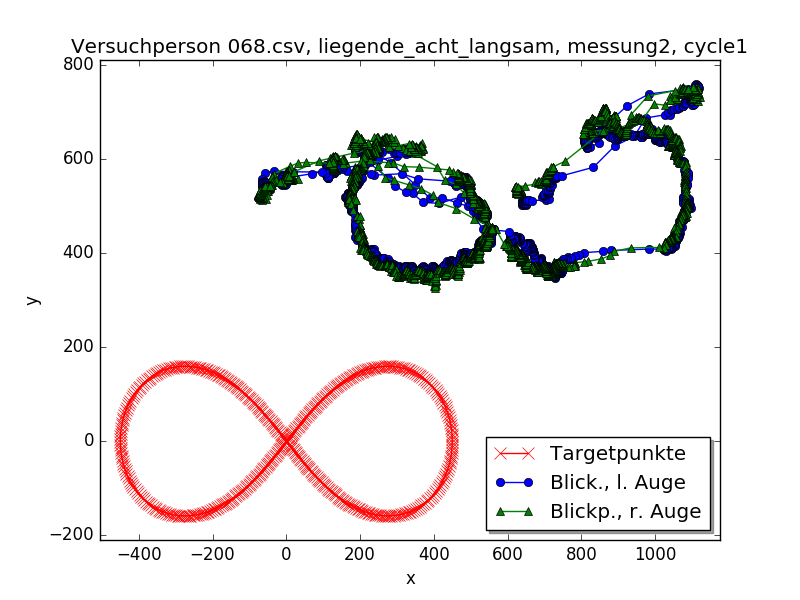 Versuchperson 068.csv, liegende_acht_langsam, messung2, cycle1
800
600
400
200
0
−200
y
−400
−200
0
200
400
600
800
1000
x
Targetpunkte
Blick., l. Auge
Blickp., r. Auge